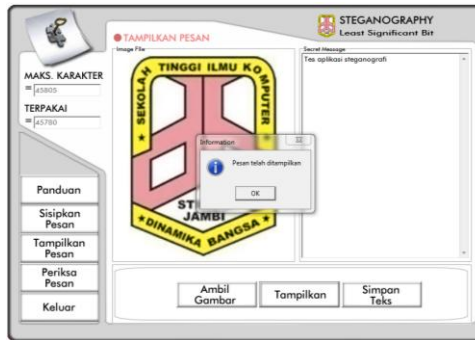 STEGANOGRAPHY
Least Significant Bit
TAMPILKAN PESAN
Image File
Secret Message
Tes aplikasi steganografi
MAKS. KARAKTER
= 45805
TERPAKAI
= 45780
SEKOLAH TINGGI ILMU KOMPUTER
Information
Pesan telah ditampilkan
OK
ST
JAMBI
* DINAMIKA BANGSA *
Panduan
Sisipkan
Pesan
Tampilkan
Pesan
Periksa
Pesan
Keluar
Ambil
Gambar
Tampilkan
Simpan
Teks